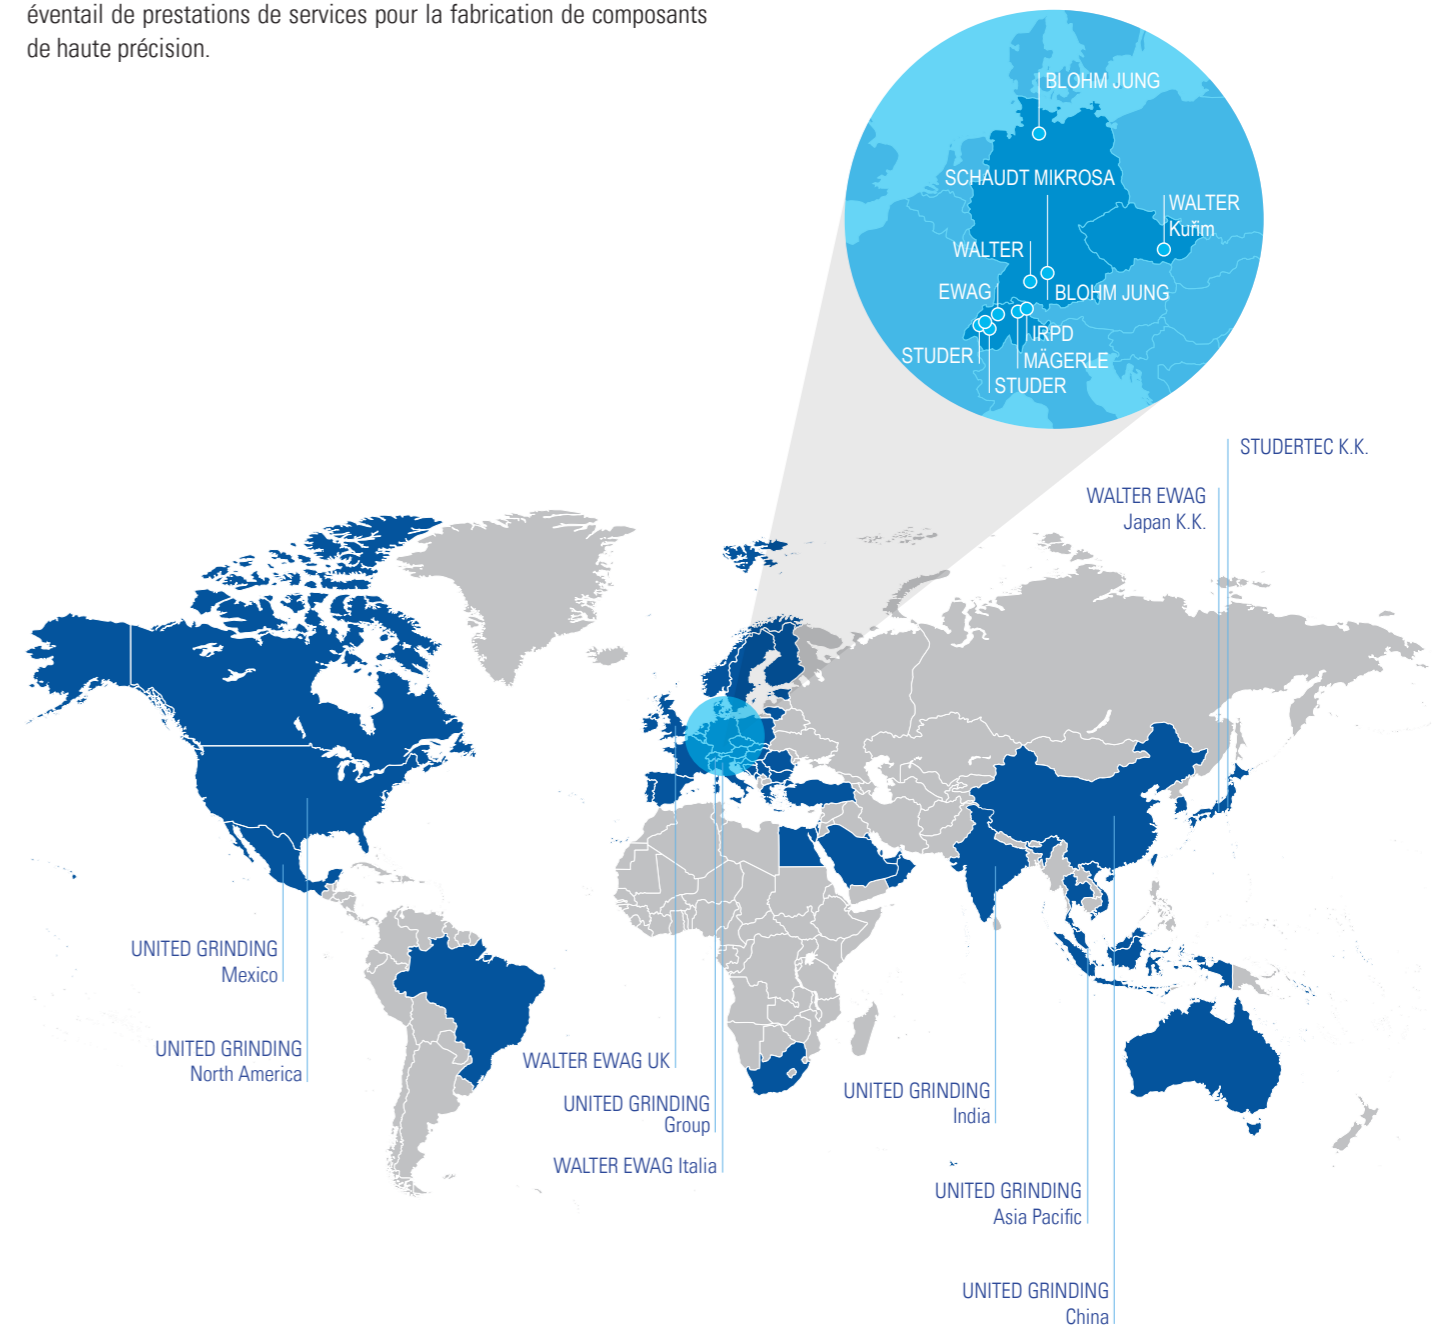 éventail de prestations de services pour la fabrication de composants
de haute précision.
BLOHM JUNG
SCHAUDT MIKROSA
WALTER
Kuřim
WALTER
EWAG
BLOHM JUNG
IRPD
STUDER
MÄGERLE
STUDER
STUDERTEC K.K.
WALTER EWAG
Japan K.K.
UNITED GRINDING
Mexico
UNITED GRINDING
North America
WALTER EWAG UK
UNITED GRINDING
Group
WALTER EWAG Italia
UNITED GRINDING
India
UNITED GRINDING
Asia Pacific
UNITED GRINDING
China